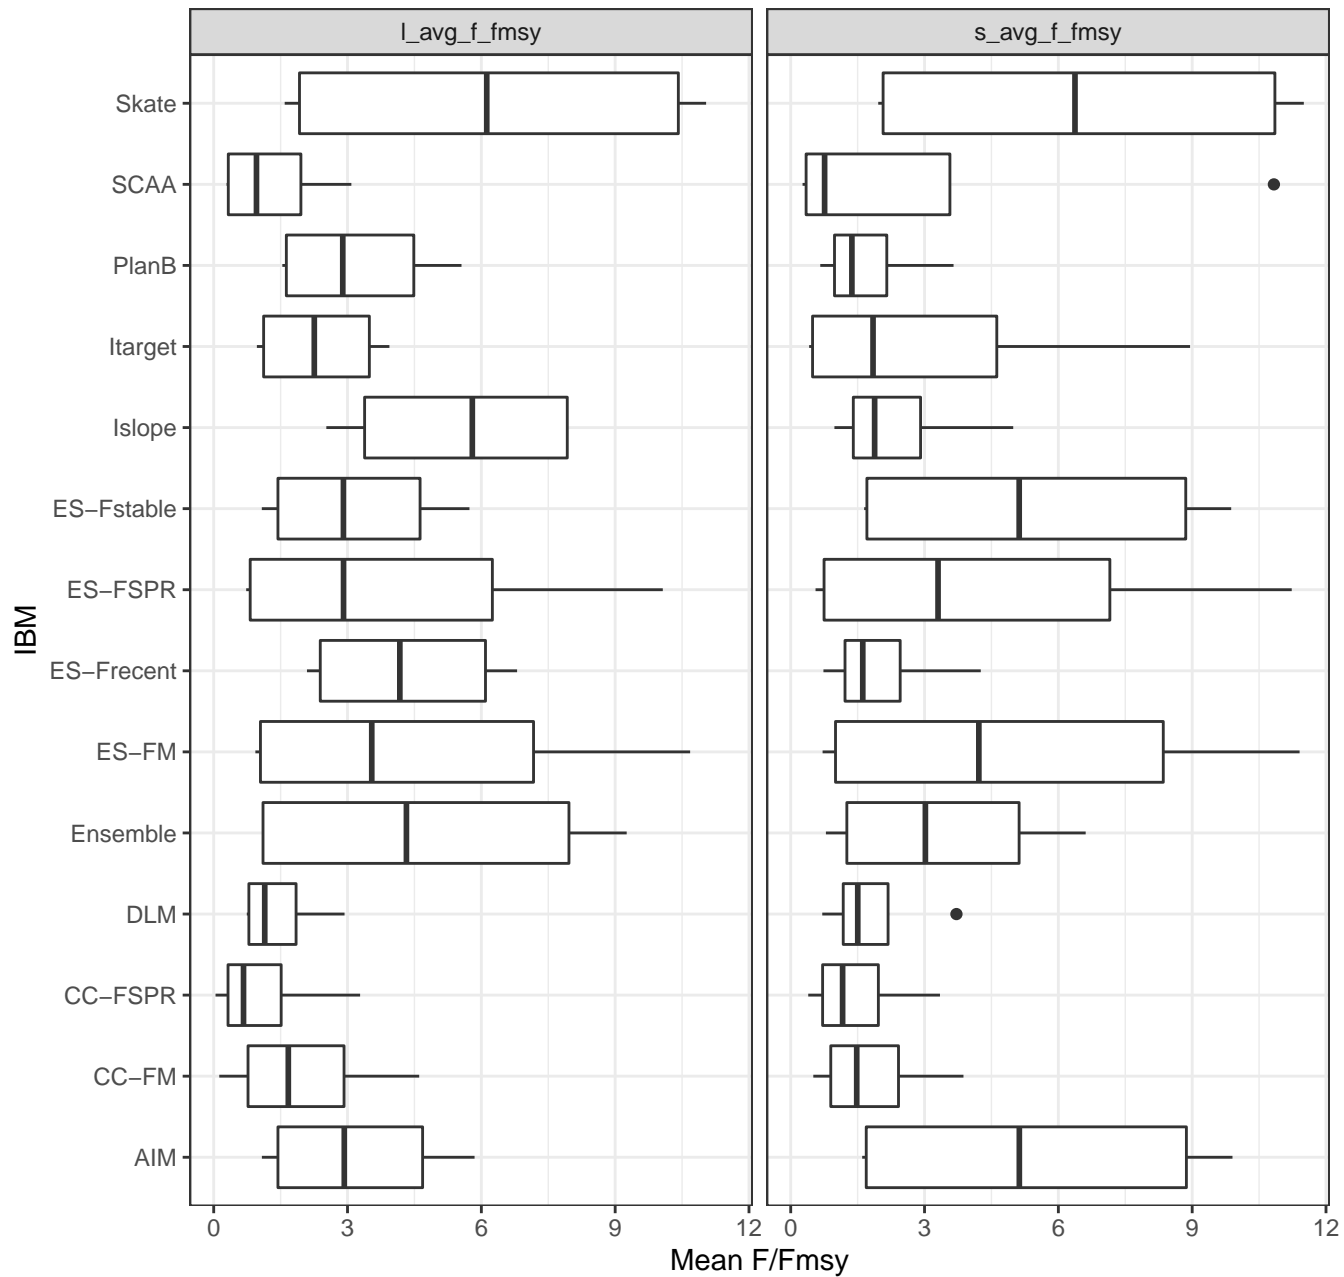 l_avg_f_fmsy
s_avg_f_fmsy
Skate
SCAA
PlanB
Itarget
Islope
ES−Fstable
ES−FSPR
ES−Frecent
ES−FM
Ensemble
DLM
CC−FSPR
CC−FM
AIM
IBM
0 3 6 9 12
0 3 6 9 12
Mean F/Fmsy